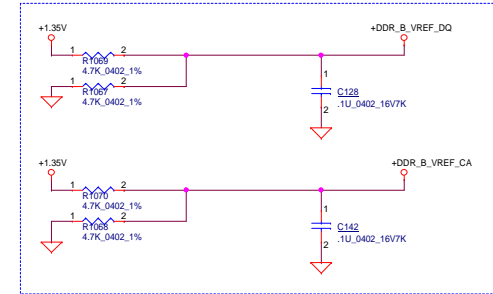 +1.35V +DDR_B_VREF_DQ
1 2
R1069
4.7K_0402_1%
1 2
R1067
4.7K_0402_1%
1
C128
.1U_0402_16V7K
2
+1.35V +DDR_B_VREF_CA
1 2
R1070
4.7K_0402_1%
1 2
R1068
4.7K_0402_1%
1
C142
.1U_0402_16V7K
2